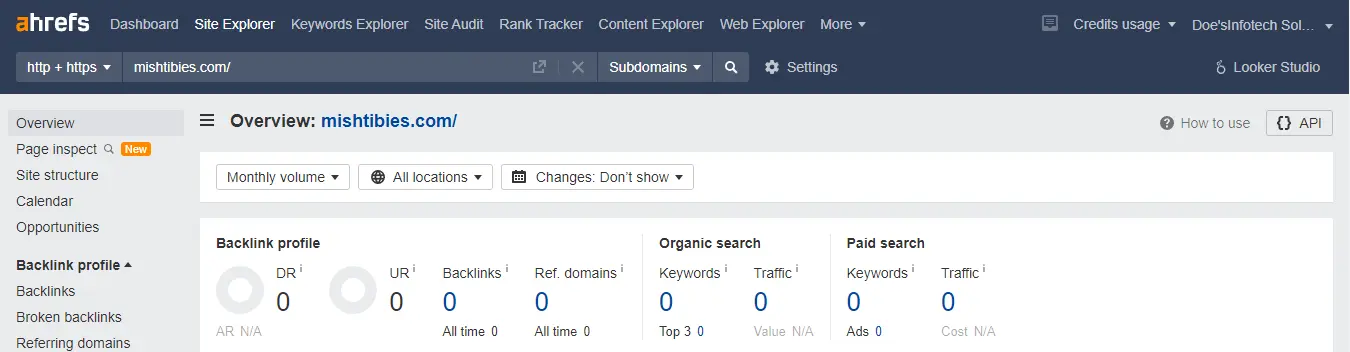 ahrefs Dashboard Site Explorer Keywords Explorer Site Audit Rank Tracker Content Explorer Web Explorer More Credits usage Doe'sInfotech Sol...
http + https mishtibies.com/ Subdomains Settings Looker Studio
Overview
Page inspect New
Site structure
Calendar
Opportunities
Backlink profile
Backlinks
Broken backlinks
Referring domains
Overview: mishtibies.com/ How to use {} API
Monthly volume All locations Changes: Don't show
Backlink profile
DR i
0
AR N/A
UR i
0
Backlinks i
0
All time 0
Ref. domains i
0
All time 0
Organic search
Keywords i
0
Top 3 0
Traffic i
0
Value N/A
Paid search
Keywords i
0
Ads 0
Traffic i
0
Cost N/A